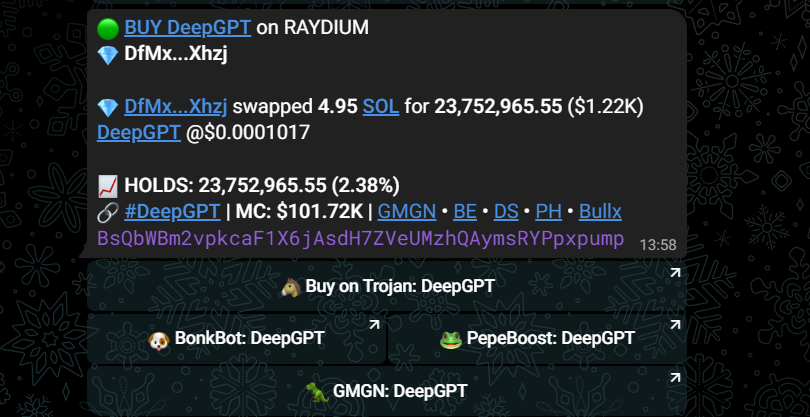 BUY DeepGPT on RAYDIUM
DfMx...Xhzj
DfMx...Xhzj swapped 4.95 SOL for 23,752,965.55 ($1.22K)
DeepGPT @$0.0001017
HOLDS: 23,752,965.55 (2.38%)
#DeepGPT | MC: $101.72K | GMGN • BE • DS • PH • Bullx
BsQbWBm2vpkcaF1X6jAsdH7ZVeUMzhQAymsRYPpxpump 13:58
Buy on Trojan: DeepGPT
BonkBot: DeepGPT
PepeBoost: DeepGPT
GMGN: DeepGPT